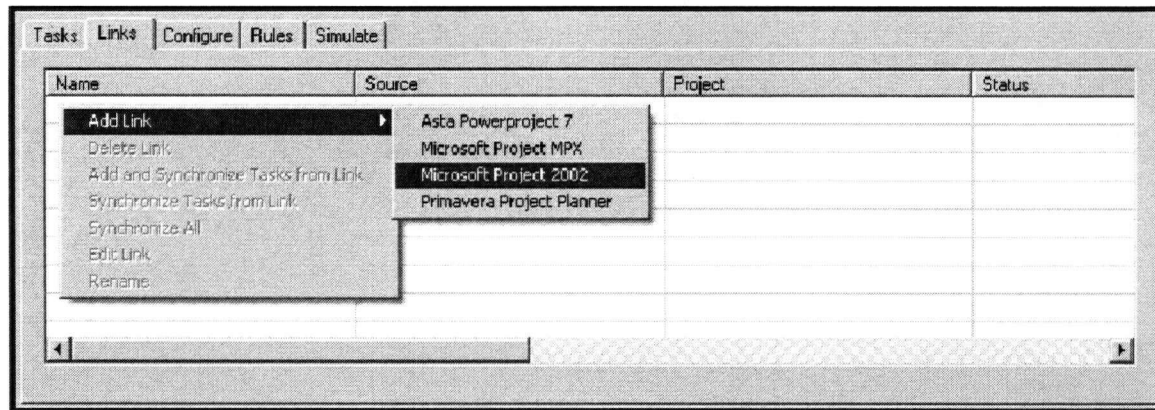 Tasks Links Configure Rules Simulate
Name Source Project Status
Add Link Asta Powerproject 7
Delete Link Microsoft Project MPX
Add and Synchronize Tasks from Link Microsoft Project 2002
Synchronize Tasks from Link Primavera Project Planner
Synchronize All
Edit Link
Rename